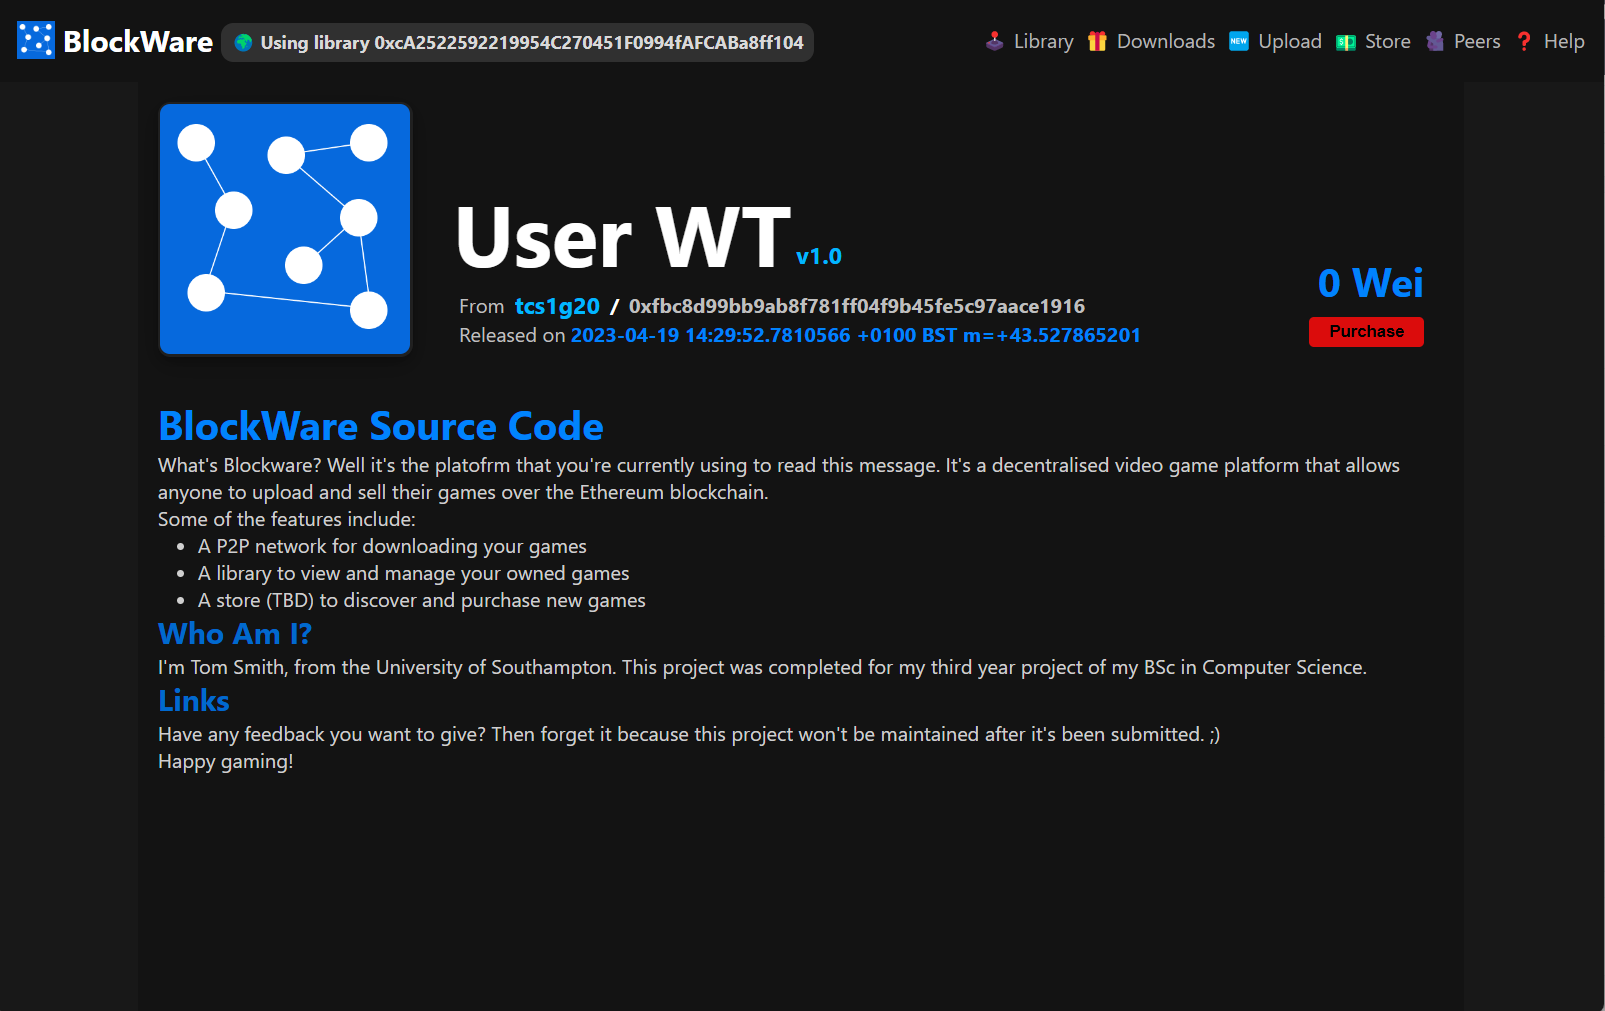 BlockWare
Using library 0xcA2522592219954C270451F0994fAFCABa8ff104
Library Downloads NEW Upload Store Peers Help
User WT v1.0
From tcs1g20 / 0xfbc8d99bb9ab8f781ff04f9b45fe5c97aace1916
Released on 2023-04-19 14:29:52.7810566 +0100 BST m=+43.527865201
0 Wei
Purchase
BlockWare Source Code
What's Blockware? Well it's the platofrm that you're currently using to read this message. It's a decentralised video game platform that allows
anyone to upload and sell their games over the Ethereum blockchain.
Some of the features include:
• A P2P network for downloading your games
• A library to view and manage your owned games
• A store (TBD) to discover and purchase new games
Who Am I?
I'm Tom Smith, from the University of Southampton. This project was completed for my third year project of my BSc in Computer Science.
Links
Have any feedback you want to give? Then forget it because this project won't be maintained after it's been submitted. ;)
Happy gaming!